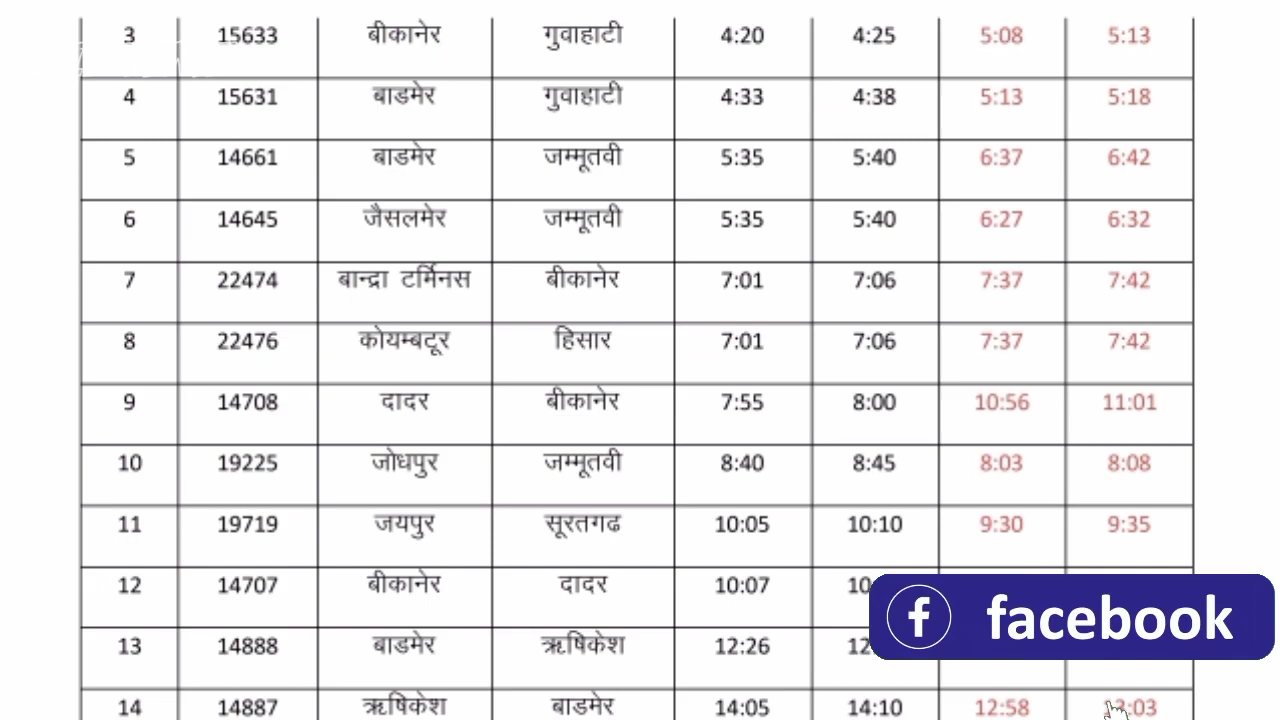 3 15633 बीकानेर गुवाहाटी 4:20 4:25 5:08 5:13
4 15631 बाडमेर गुवाहाटी 4:33 4:38 5:13 5:18
5 14661 बाडमेर जम्मूतवी 5:35 5:40 6:37 6:42
6 14645 जैसलमेर जम्मूतवी 5:35 5:40 6:27 6:32
7 22474 बान्द्रा टर्मिनस बीकानेर 7:01 7:06 7:37 7:42
8 22476 कोयम्बटूर हिसार 7:01 7:06 7:37 7:42
9 14708 दादर बीकानेर 7:55 8:00 10:56 11:01
10 19225 जोधपुर जम्मूतवी 8:40 8:45 8:03 8:08
11 19719 जयपुर सूरतगढ 10:05 10:10 9:30 9:35
12 14707 बीकानेर दादर 10:07
13 14888 बाडमेर ऋषिकेश 12:26
facebook
14 14887 ऋषिकेश बाडमेर 14:05 14:10 12:58